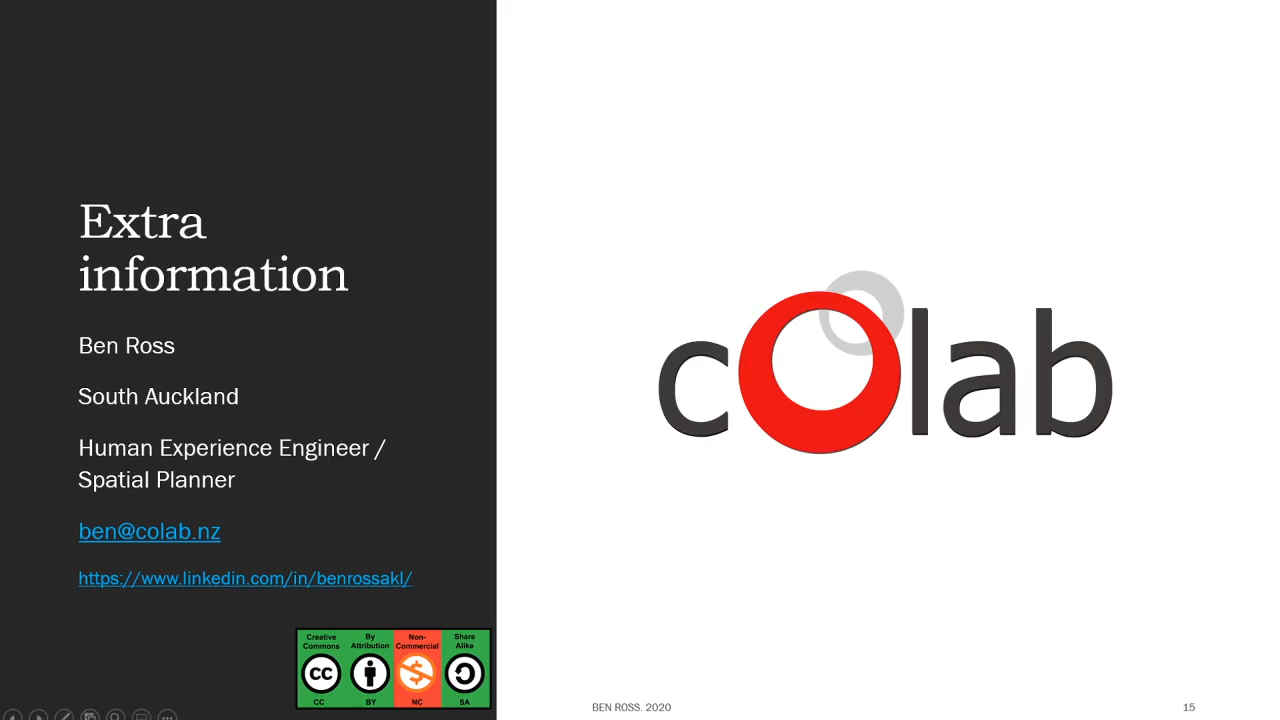 Extra
information
Ben Ross
South Auckland
Human Experience Engineer /
Spatial Planner
ben@colab.nz
https://www.linkedin.com/in/benrossakl/
Creative Commons
By Attribution
Non-Commercial
Share Alike
CC BY NC SA
colab
BEN ROSS. 2020
15